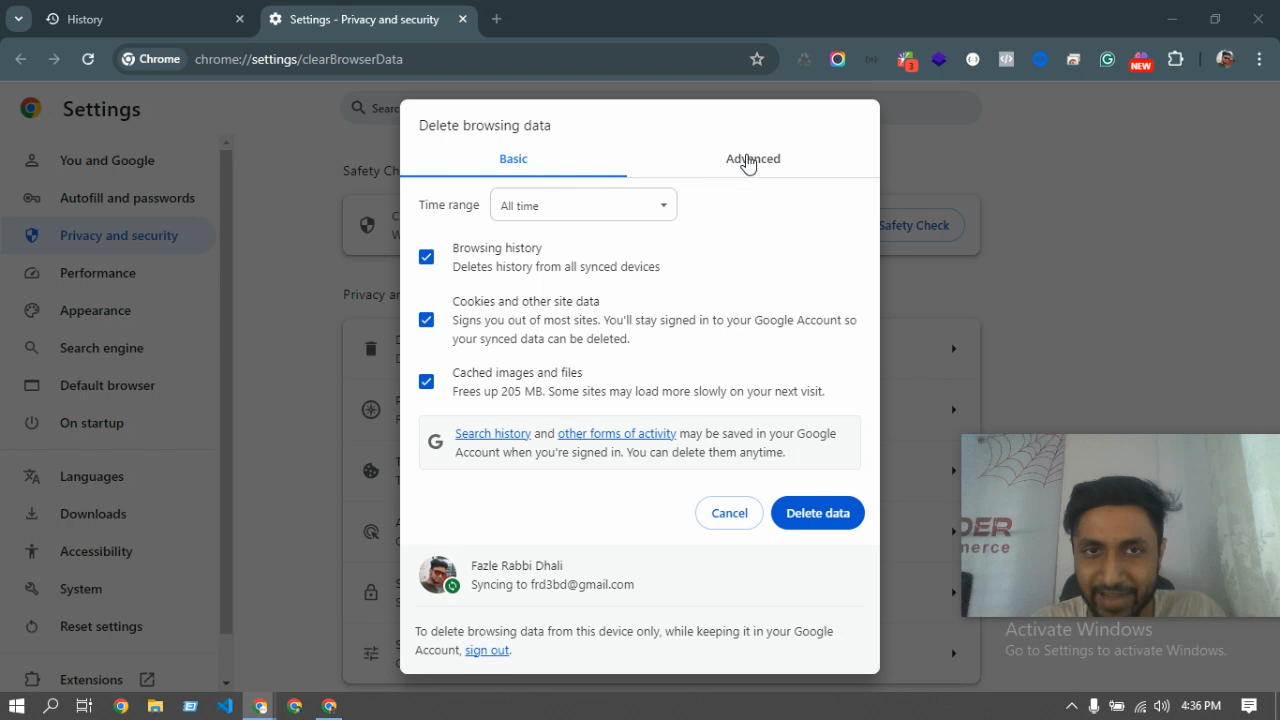 History
Settings - Privacy and security
Chrome
chrome://settings/clearBrowserData
3
NEW
Settings
Sear
You and Google
Autofill and passwords
Privacy and security
Performance
Appearance
Search engine
Default browser
On startup
Languages
Downloads
Accessibility
System
Reset settings
Extensions
Safety Ch
Safety Check
Privacy an
Delete browsing data
Basic
Advanced
Time range
All time
Browsing history
Deletes history from all synced devices
Cookies and other site data
Signs you out of most sites. You'll stay signed in to your Google Account so
your synced data can be deleted.
Cached images and files
Frees up 205 MB. Some sites may load more slowly on your next visit.
Search history and other forms of activity may be saved in your Google
Account when you're signed in. You can delete them anytime.
Cancel
Delete data
Fazle Rabbi Dhali
Syncing to frd3bd@gmail.com
To delete browsing data from this device only, while keeping it in your Google
Account, sign out.
DER
merce
Activate Windows
Go to Settings to activate Windows.
4:36 PM